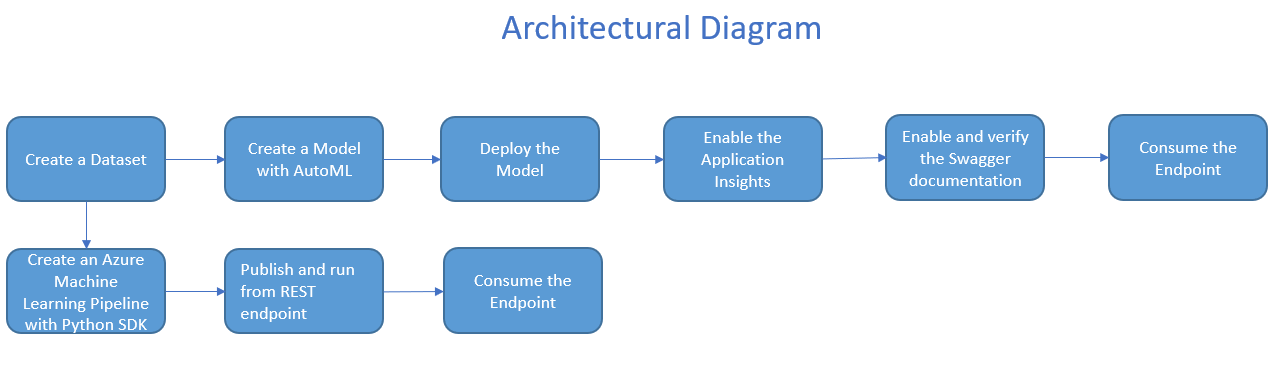 Architectural Diagram
Create a Dataset
Create a Model
with AutoML
Deploy the
Model
Enable the
Application
Insights
Enable and verify
the Swagger
documentation
Consume the
Endpoint
Create an Azure
Machine
Learning Pipeline
with Python SDK
Publish and run
from REST
endpoint
Consume the
Endpoint